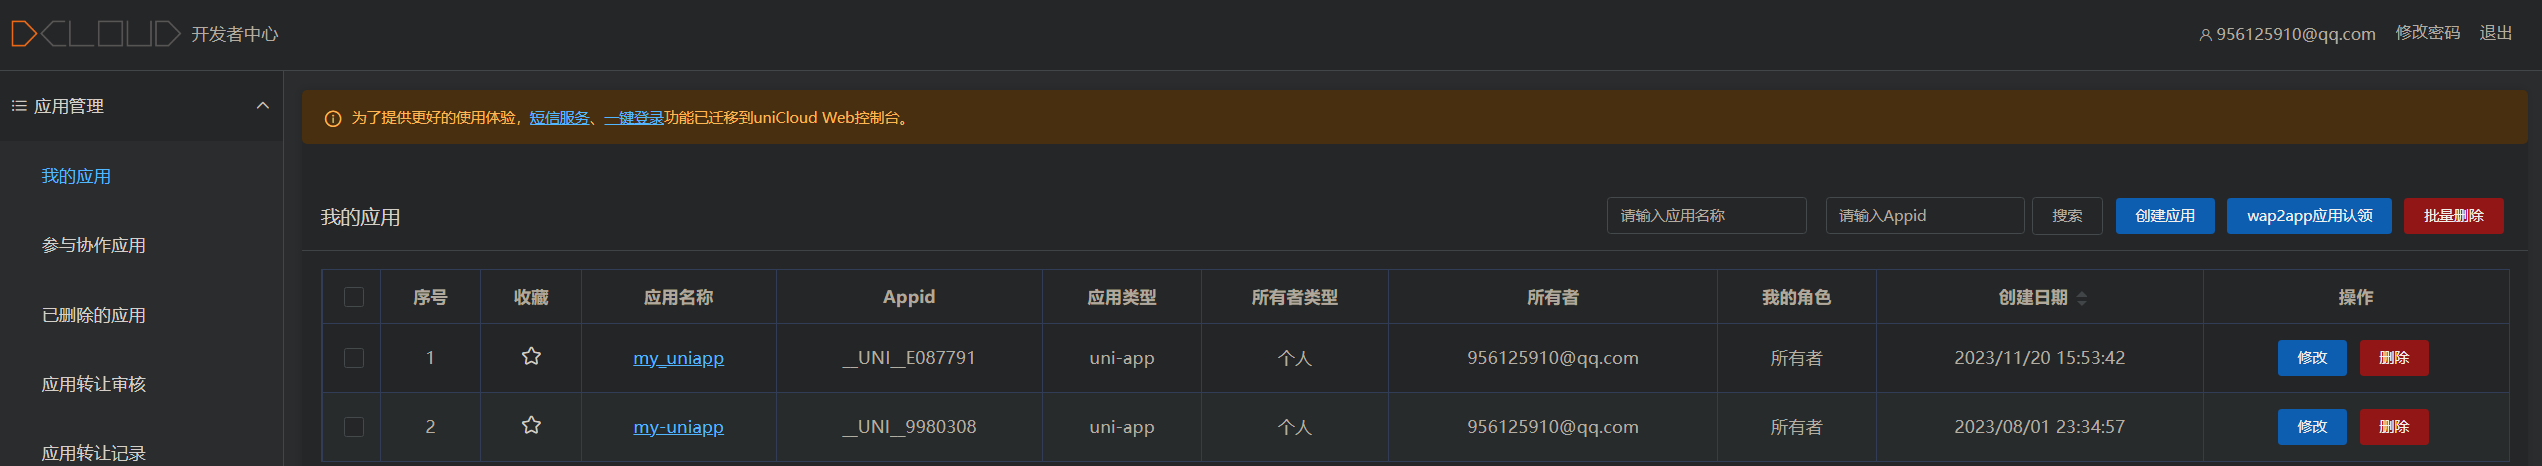 DCLOUD 开发者中心
956125910@qq.com 修改密码 退出
应用管理
我的应用
参与协作应用
已删除的应用
应用转让审核
应用转让记录
为了提供更好的使用体验，短信服务、一键登录功能已迁移到uniCloud Web控制台。
我的应用
请输入应用名称 请输入Appid 搜索 创建应用 wap2app应用认领 批量删除
序号 收藏 应用名称 Appid 应用类型 所有者类型 所有者 我的角色 创建日期 操作
1 my_uniapp __UNI__E087791 uni-app 个人 956125910@qq.com 所有者 2023/11/20 15:53:42 修改 删除
2 my-uniapp __UNI__9980308 uni-app 个人 956125910@qq.com 所有者 2023/08/01 23:34:57 修改 删除